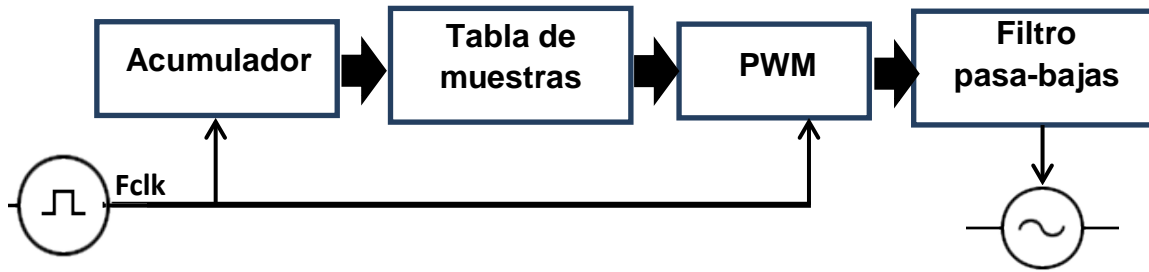 Acumulador
Tabla de
muestras
PWM
Filtro
pasa-bajas
Fclk